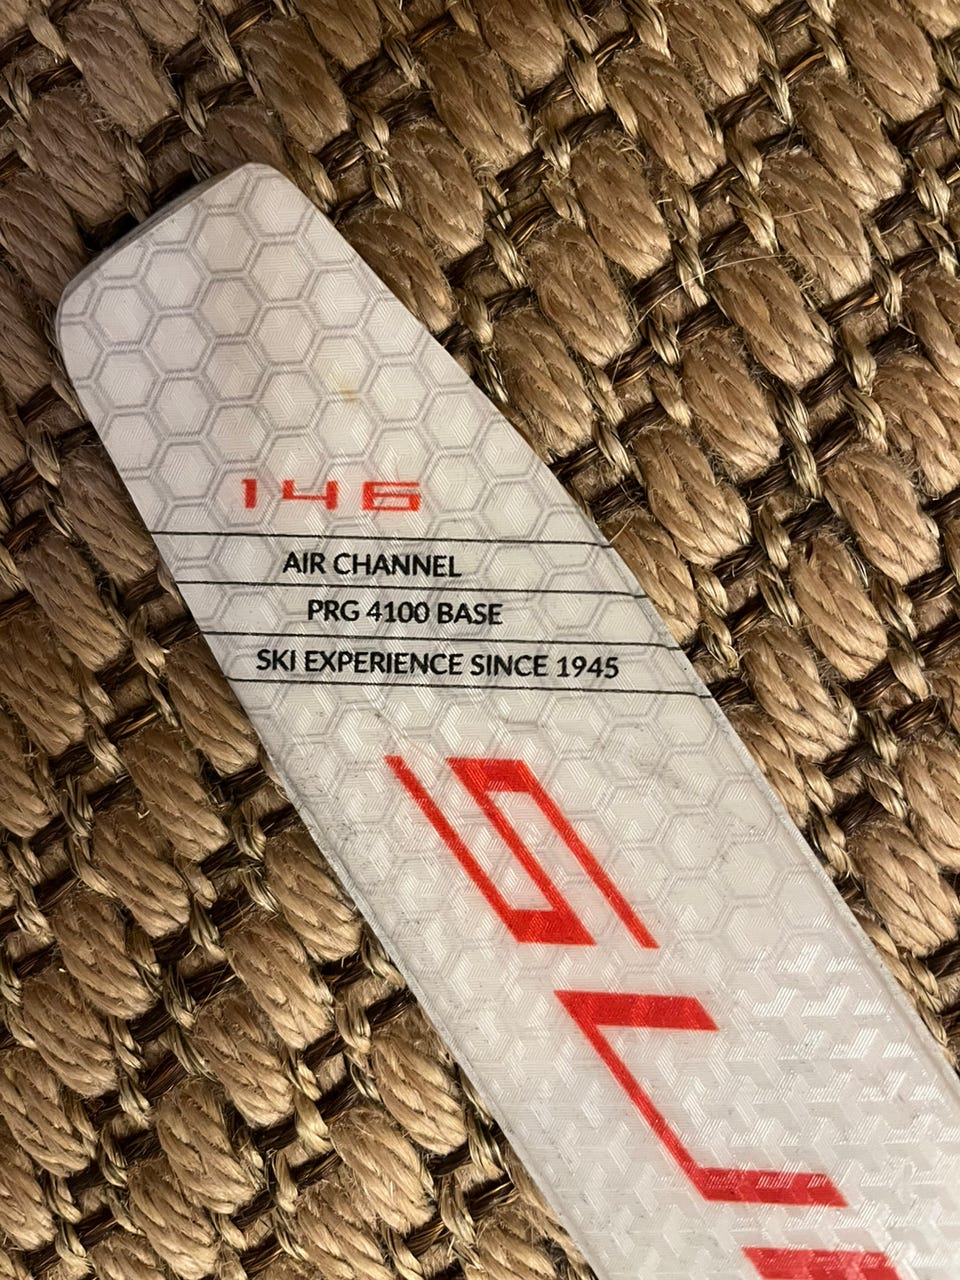 146
AIR CHANNEL
PRG 4100 BASE
SKI EXPERIENCE SINCE 1945